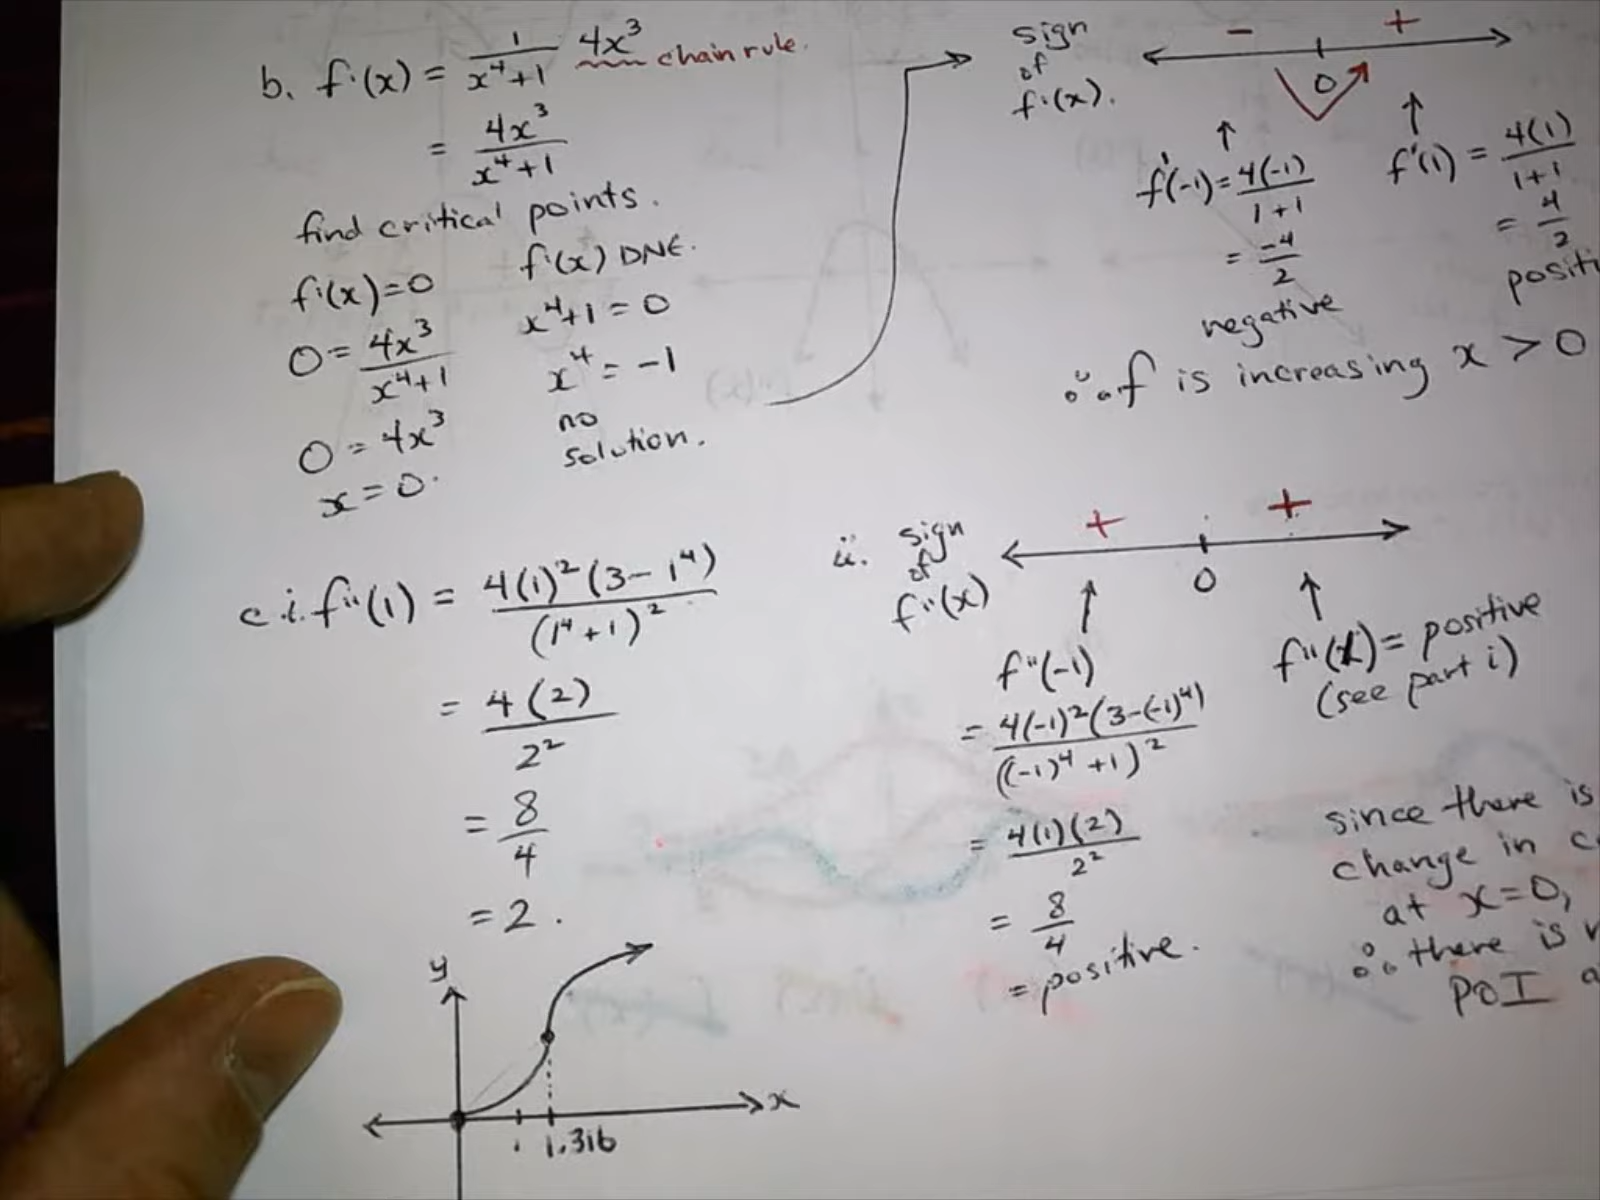 b. f'(x) = 1/(x⁴+1) 4x³ chain rule.
= 4x³/(x⁴+1)
find critical points.
f'(x)=0
0 = 4x³/(x⁴+1)
0 = 4x³
x = 0.
f'(x) DNE.
x⁴+1 = 0
x⁴ = -1
no
solution.
sign
of
f'(x).
- +
0
f'(-1) = 4(-1)/(1+1)
= -4/2
negative
f'(1) = 4(1)/(1+1)
= 4/2
∴ f is increasing x > 0
c.i. f''(1) = 4(1)²(3-1⁴)/(1⁴+1)²
= 4(2)/2²
= 8/4
= 2.
y
x
1 1.316
ii. sign
of
f''(x)
+ +
0
f''(-1)
= 4(-1)²(3-(-1)⁴)/((-1)⁴+1)²
= 4(1)(2)/2²
= 8/4
= positive.
f''(1) = positive
(see part i)
since there is
change in
at x=0,
∴ there is
POI